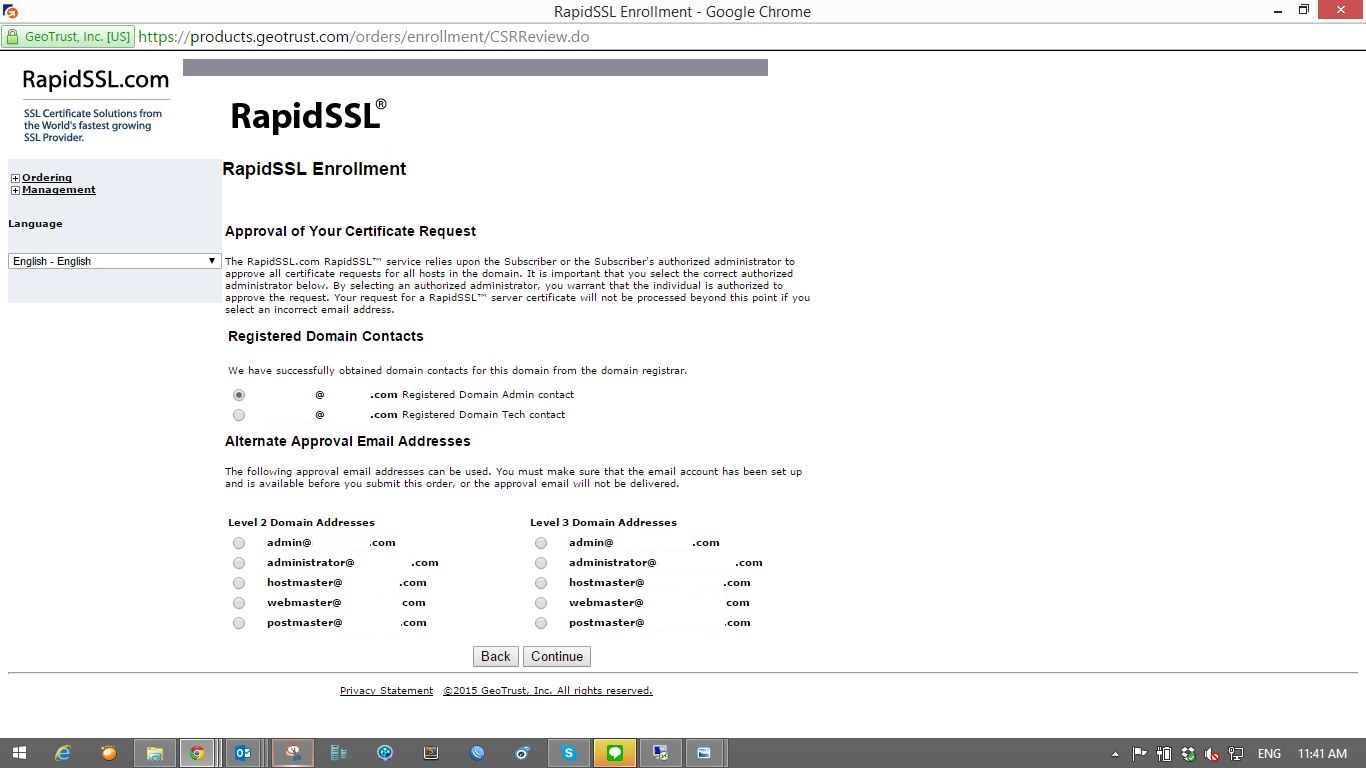 RapidSSL Enrollment - Google Chrome
GeoTrust, Inc. [US] https://products.geotrust.com/orders/enrollment/CSRReview.do
RapidSSL.com
SSL Certificate Solutions from
the World's fastest growing
SSL Provider.
Ordering
Management
Language
English - English
RapidSSL®
RapidSSL Enrollment
Approval of Your Certificate Request
The RapidSSL.com RapidSSL™ service relies upon the Subscriber or the Subscriber's authorized administrator to
approve all certificate requests for all hosts in the domain. It is important that you select the correct authorized
administrator below. By selecting an authorized administrator, you warrant that the individual is authorized to
approve the request. Your request for a RapidSSL™ server certificate will not be processed beyond this point if you
select an incorrect email address.
Registered Domain Contacts
We have successfully obtained domain contacts for this domain from the domain registrar.
@ .com Registered Domain Admin contact
@ .com Registered Domain Tech contact
Alternate Approval Email Addresses
The following approval email addresses can be used. You must make sure that the email account has been set up
and is available before you submit this order, or the approval email will not be delivered.
Level 2 Domain Addresses Level 3 Domain Addresses
admin@ .com admin@ .com
administrator@ .com administrator@ .com
hostmaster@ .com hostmaster@ .com
webmaster@ com webmaster@ com
postmaster@ .com postmaster@ .com
Back Continue
Privacy Statement ©2015 GeoTrust, Inc. All rights reserved.
ENG 11:41 AM